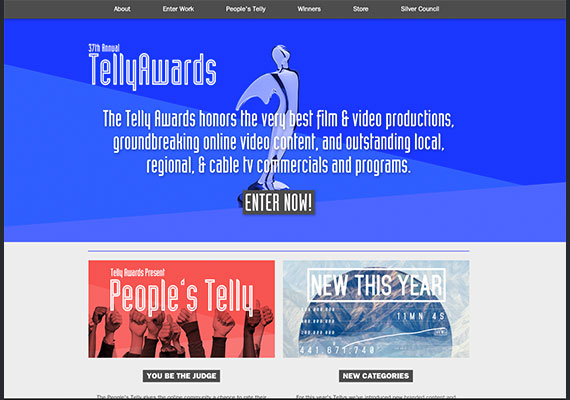 About Enter Work People's Telly Winners Store Silver Council
37th Annual
TellyAwards
The Telly Awards honors the very best film & video productions,
groundbreaking online video content, and outstanding local,
regional, & cable tv commercials and programs.
ENTER NOW!
Telly Awards Present
People's Telly
NEW THIS YEAR
11MN 4S
441.671.740
YOU BE THE JUDGE
NEW CATEGORIES
The People's Telly gives the online community a chance to rate their
For this year's Tellys we've introduced new branded content and